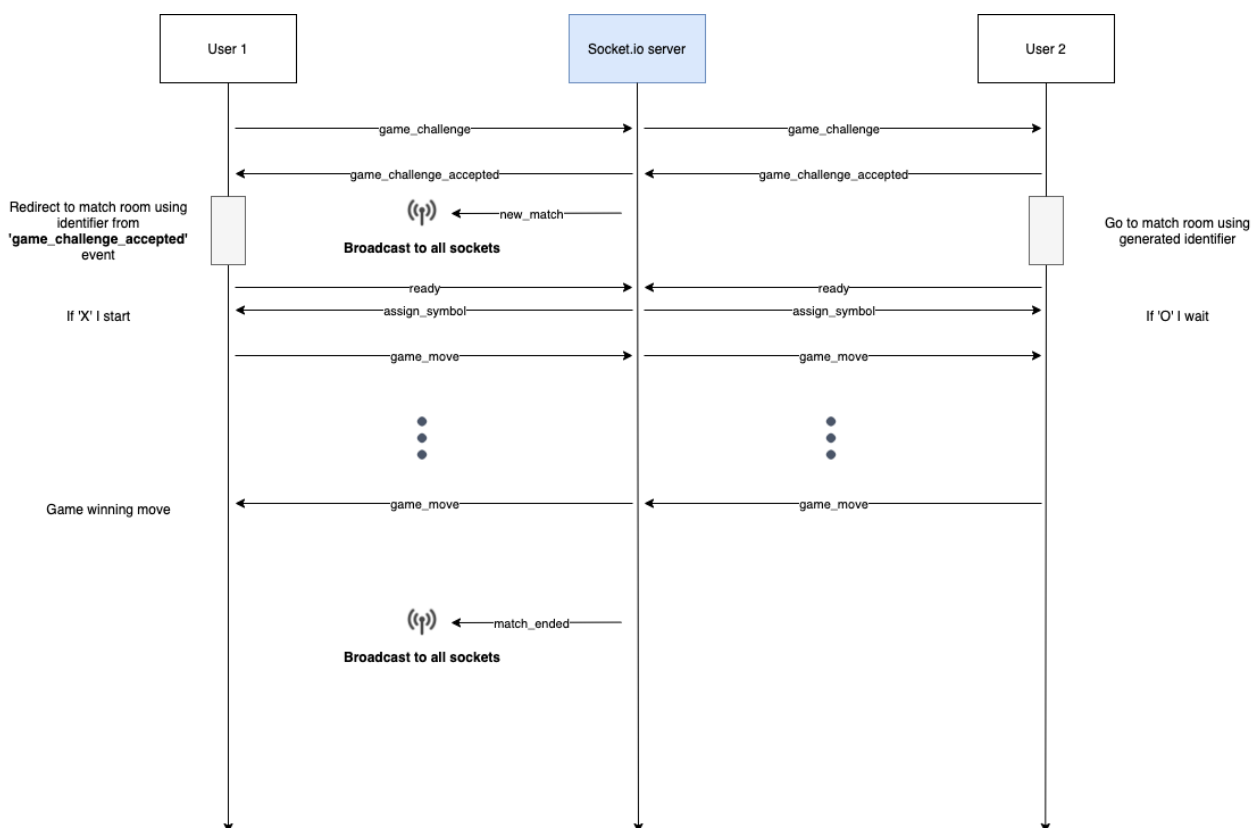 User 1
Socket.io server
User 2
game_challenge
game_challenge
game_challenge_accepted
game_challenge_accepted
Redirect to match room using
identifier from
'game_challenge_accepted'
event
new_match
Broadcast to all sockets
Go to match room using
generated identifier
ready
ready
If 'X' I start
assign_symbol
assign_symbol
If 'O' I wait
game_move
game_move
Game winning move
game_move
game_move
match_ended
Broadcast to all sockets